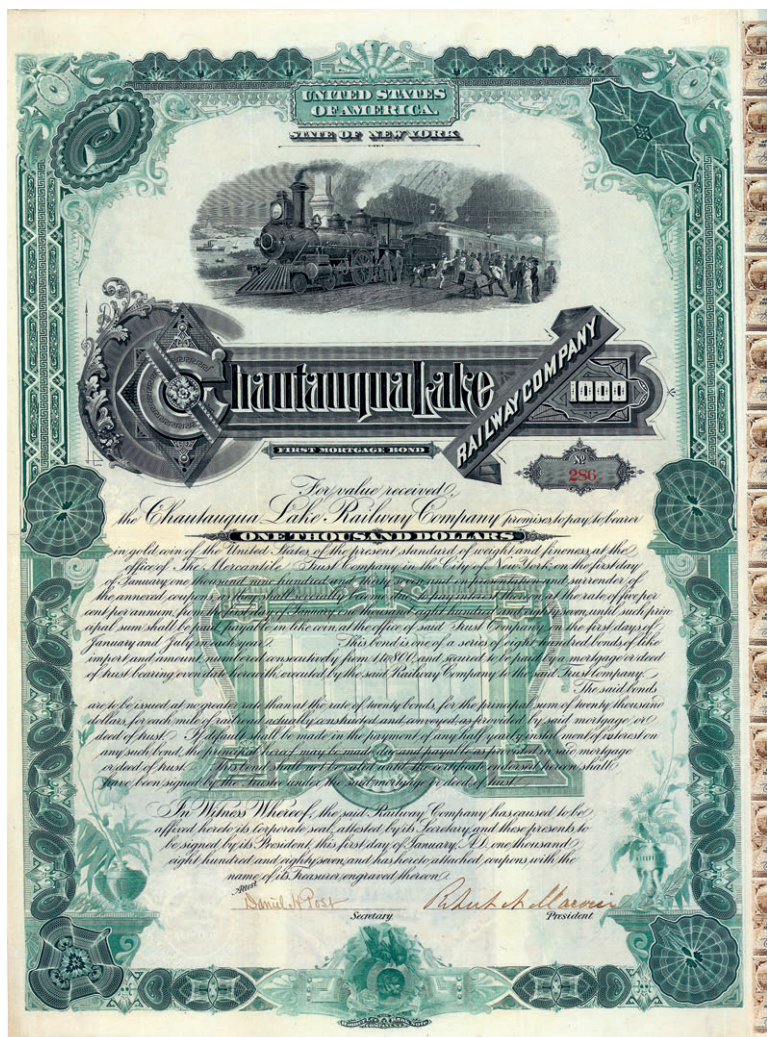 UNITED STATES
OF AMERICA.
STATE OF NEW YORK
Chautauqua Lake
RAILWAY COMPANY
1000
FIRST MORTGAGE BOND
No
286
For value received,
the Chautauqua Lake Railway Company promises to pay to bearer
ONE THOUSAND DOLLARS
in gold coin of the United States of the present standard of weight and fineness at the
office of The Mercantile Trust Company in the City of New York, on the first day
of January one thousand nine hundred and thirty seven, and on presentation and surrender of
the annexed coupons as they shall severally become due to pay interest thereon at the rate of five per
cent per annum, from the first day of January one thousand eight hundred and eighty seven, until such prin
cipal sum shall be paid, payable in like coin, at the office of said Trust Company on the first days of
January and July in each year. This bond is one of a series of eight hundred bonds of like
import and amount, numbered consecutively from 1 to 800, and secured to be paid by a mortgage or deed
of trust bearing even date herewith, executed by the said Railway Company to the said Trust Company.
The said bonds
are to be issued at no greater rate than at the rate of twenty bonds, for the principal sum of twenty thousand
dollars, for each mile of railroad actually constructed and conveyed as provided by said mortgage or
deed of trust. If default shall be made in the payment of any half yearly instalment of interest on
any such bond, the principal hereof may be made due and payable as provided in said mortgage
or deed of trust. This bond shall not be valid until the certificate endorsed hereon shall
have been signed by the Trustee under the said mortgage or deed of trust.
In Witness Whereof, the said Railway Company has caused to be
affixed hereto its corporate seal, attested by its Secretary, and these presents to
be signed by its President, this first day of January, A.D. one thousand
eight hundred and eighty seven, and has hereto attached coupons with the
name of its Treasurer engraved thereon.
Attest
Daniel H. Post
Secretary
President